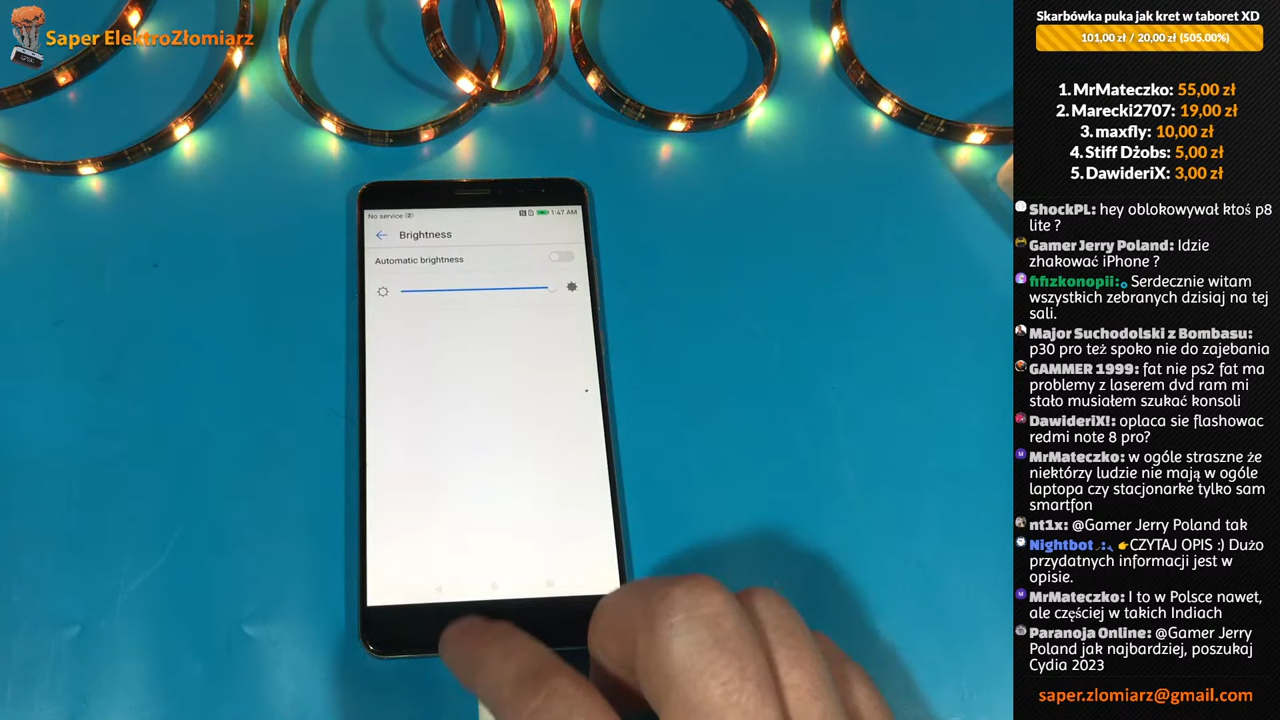 Saper ElektroZłomiarz
No service
1:47 AM
Brightness
Automatic brightness
Skarbówka puka jak kret w taboret XD
101,00 zł / 20,00 zł (505.00%)
1. MrMateczko: 55,00 zł
2. Marecki2707: 19,00 zł
3. maxfly: 10,00 zł
4. Stiff Dżobs: 5,00 zł
5. DawideriX: 3,00 zł
ShockPL: hey oblokowywał ktoś p8
lite ?
Gamer Jerry Poland: Idzie
zhakować iPhone ?
fifizkonopii: Serdecznie witam
wszystkich zebranych dzisiaj na tej
sali.
Major Suchodolski z Bombasu:
p30 pro też spoko nie do zajebania
GAMMER 1999: fat nie ps2 fat ma
problemy z laserem dvd ram mi
stało musiałem szukać konsoli
DawideriX!: oplaca sie flashowac
redmi note 8 pro?
MrMateczko: w ogóle straszne że
niektórzy ludzie nie mają w ogóle
laptopa czy stacjonarke tylko sam
smartfon
nt1x: @Gamer Jerry Poland tak
Nightbot : 👉CZYTAJ OPIS :) Dużo
przydatnych informacji jest w
opisie.
MrMateczko: I to w Polsce nawet,
ale częściej w takich Indiach
Paranoja Online: @Gamer Jerry
Poland jak najbardziej, poszukaj
Cydia 2023
saper.zlomiarz@gmail.com